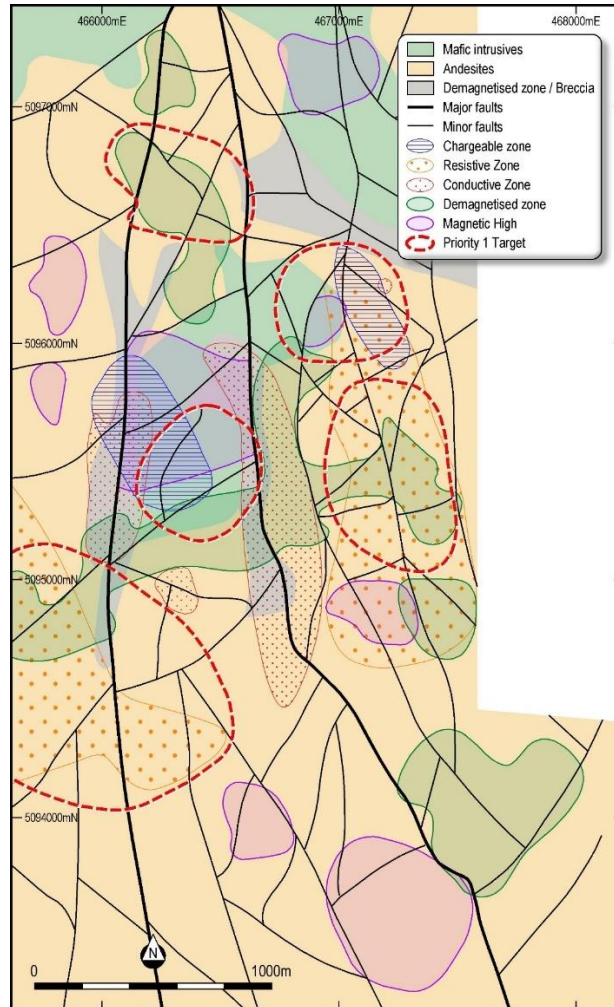 466000mE
467000mE
468000mE
Mafic intrusives
Andesites
Demagnetised zone / Breccia
Major faults
Minor faults
Chargeable zone
Resistive Zone
Conductive Zone
Demagnetised zone
Magnetic High
Priority 1 Target
5097000mN
5096000mN
5095000mN
5094000mN
N
0
1000m